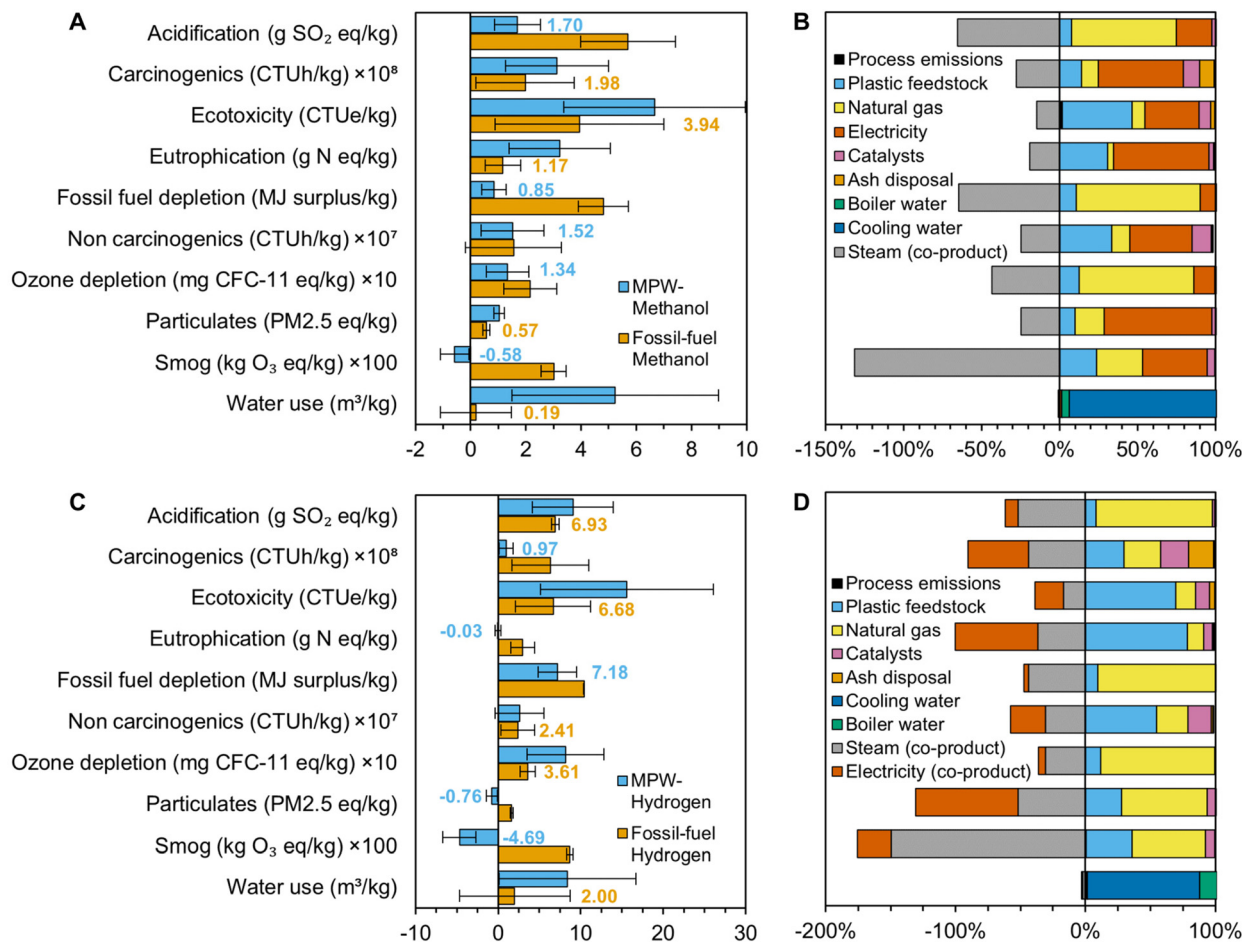 A
Acidification (g SO₂ eq/kg)
1.70
Carcinogenics (CTUh/kg) ×10⁸
1.98
Ecotoxicity (CTUe/kg)
3.94
Eutrophication (g N eq/kg)
1.17
Fossil fuel depletion (MJ surplus/kg)
0.85
Non carcinogenics (CTUh/kg) ×10⁷
1.52
Ozone depletion (mg CFC-11 eq/kg) ×10
1.34
Particulates (PM2.5 eq/kg)
0.57
Smog (kg O₃ eq/kg) ×100
-0.58
Water use (m³/kg)
0.19
MPW-
Methanol
Fossil-fuel
Methanol
-2 0 2 4 6 8 10
B
Process emissions
Plastic feedstock
Natural gas
Electricity
Catalysts
Ash disposal
Boiler water
Cooling water
Steam (co-product)
-150% -100% -50% 0% 50% 100%
C
Acidification (g SO₂ eq/kg)
6.93
Carcinogenics (CTUh/kg) ×10⁸
0.97
Ecotoxicity (CTUe/kg)
6.68
Eutrophication (g N eq/kg)
-0.03
Fossil fuel depletion (MJ surplus/kg)
7.18
Non carcinogenics (CTUh/kg) ×10⁷
2.41
Ozone depletion (mg CFC-11 eq/kg) ×10
3.61
Particulates (PM2.5 eq/kg)
-0.76
Smog (kg O₃ eq/kg) ×100
-4.69
Water use (m³/kg)
2.00
MPW-
Hydrogen
Fossil-fuel
Hydrogen
-10 0 10 20 30
D
Process emissions
Plastic feedstock
Natural gas
Catalysts
Ash disposal
Cooling water
Boiler water
Steam (co-product)
Electricity (co-product)
-200% -100% 0% 100%